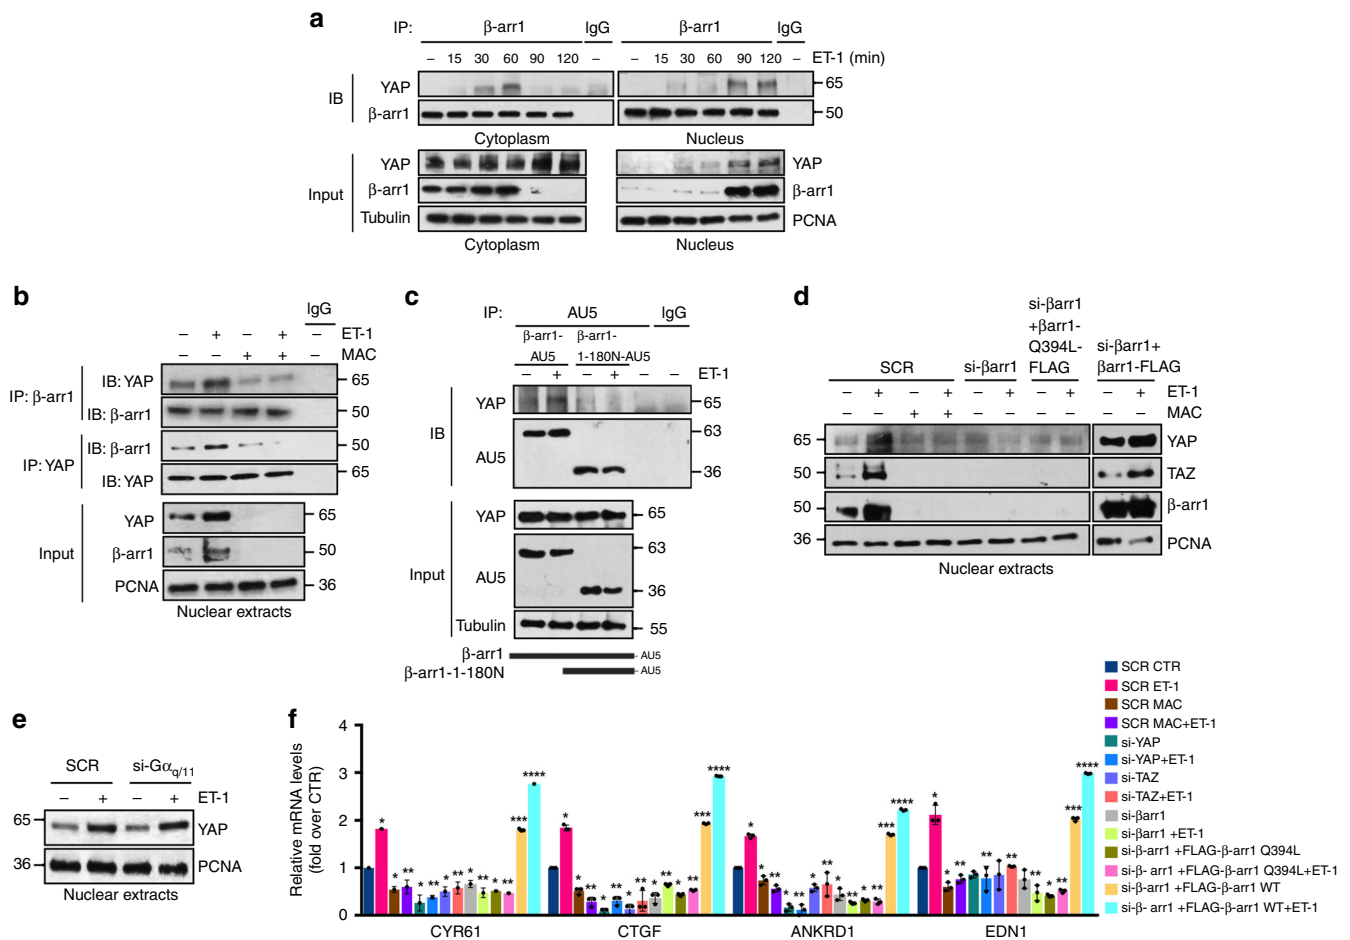 a
IP: β-arr1 IgG β-arr1 IgG
– 15 30 60 90 120 – – 15 30 60 90 120 – ET-1 (min)
IB
YAP 65
β-arr1 50
Cytoplasm Nucleus
Input
YAP YAP
β-arr1 β-arr1
Tubulin PCNA
Cytoplasm Nucleus
b
IgG
– + – + – ET-1
– – + + – MAC
IP: β-arr1
IB: YAP 65
IB: β-arr1 50
IP: YAP
IB: β-arr1 50
IB: YAP 65
Input
YAP 65
β-arr1 50
PCNA 36
Nuclear extracts
c
IP: AU5 IgG
β-arr1-AU5 β-arr1-1-180N-AU5
– + – + – – ET-1
IB
YAP 65
AU5 63
36
Input
YAP 65
AU5 63
36
Tubulin 55
β-arr1 AU5
β-arr1-1-180N AU5
d
SCR si-βarr1 si-βarr1 +βarr1-Q394L-FLAG si-βarr1+ βarr1-FLAG
– + – + – + – + – + ET-1
– – + + MAC
65 YAP
50 TAZ
50 β-arr1
36 PCNA
Nuclear extracts
e
SCR si-Gαq/11
– + – + ET-1
65 YAP
36 PCNA
Nuclear extracts
f
Relative mRNA levels
(fold over CTR)
4
3
2
1
0
CYR61 CTGF ANKRD1 EDN1
SCR CTR
SCR ET-1
SCR MAC
SCR MAC+ET-1
si-YAP
si-YAP+ET-1
si-TAZ
si-TAZ+ET-1
si-βarr1
si-βarr1 +ET-1
si-β-arr1 +FLAG-β-arr1 Q394L
si-β- arr1 +FLAG-β-arr1 Q394L+ET-1
si-β-arr1 +FLAG-β-arr1 WT
si-β- arr1 +FLAG-β-arr1 WT+ET-1